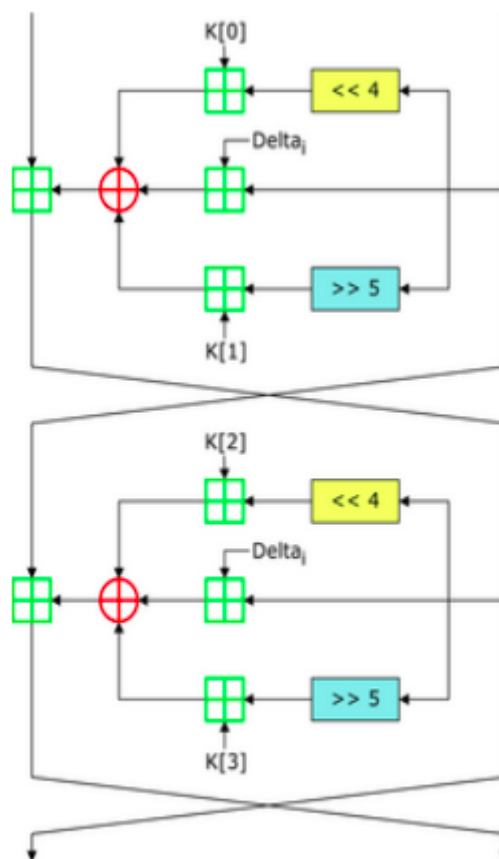 K[0]
<< 4
Delta_i
>> 5
K[1]
K[2]
<< 4
Delta_i
>> 5
K[3]